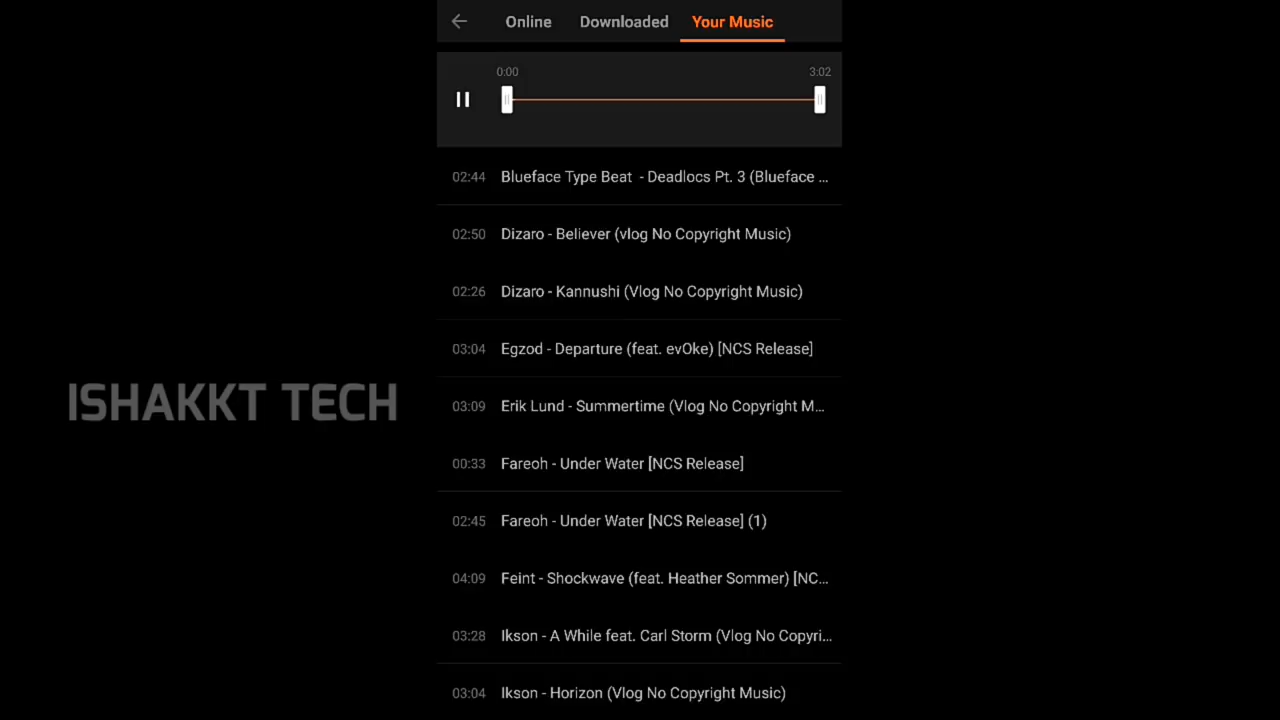 Online Downloaded Your Music
0:00 3:02
02:44 Blueface Type Beat - Deadlocs Pt. 3 (Blueface ...
02:50 Dizaro - Believer (vlog No Copyright Music)
02:26 Dizaro - Kannushi (Vlog No Copyright Music)
03:04 Egzod - Departure (feat. evOke) [NCS Release]
ISHAKKT TECH
03:09 Erik Lund - Summertime (Vlog No Copyright M...
00:33 Fareoh - Under Water [NCS Release]
02:45 Fareoh - Under Water [NCS Release] (1)
04:09 Feint - Shockwave (feat. Heather Sommer) [NC...
03:28 Ikson - A While feat. Carl Storm (Vlog No Copyri...
03:04 Ikson - Horizon (Vlog No Copyright Music)